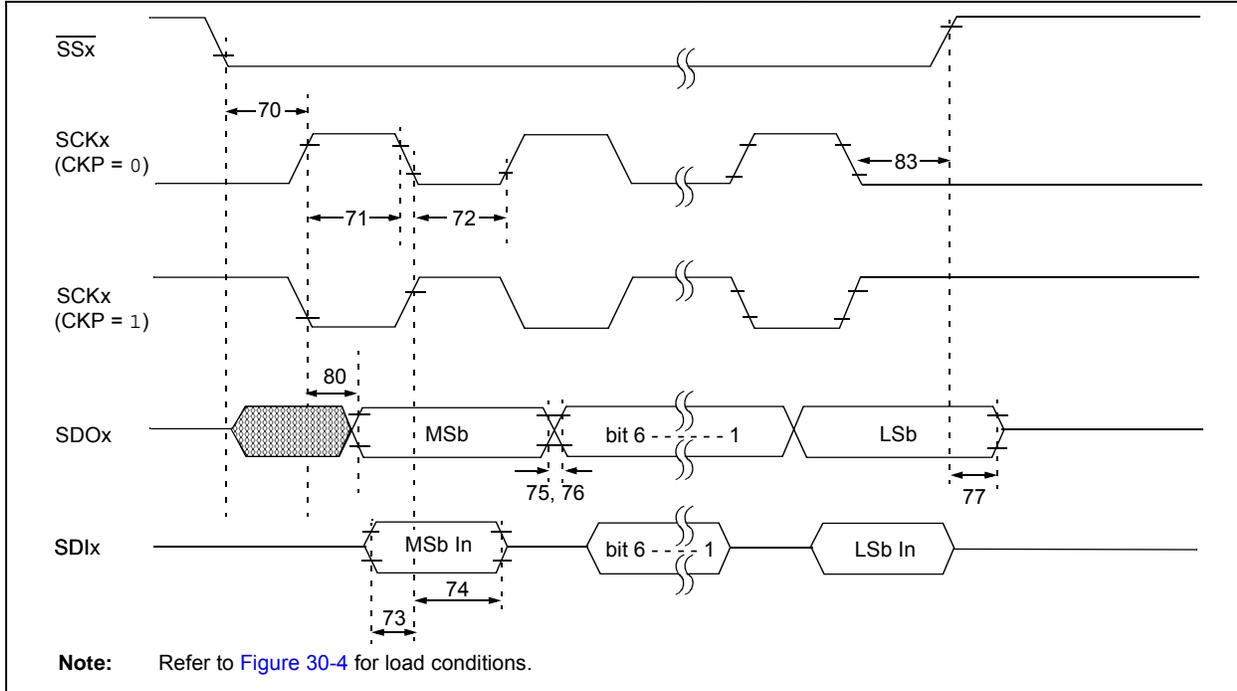 SSx
70
SCKx
(CKP = 0)
83
71
72
SCKx
(CKP = 1)
80
SDOx
MSb
bit 6 - - - - - - 1
LSb
75, 76
77
SDIx
MSb In
bit 6 - - - - 1
LSb In
74
73
Note: Refer to Figure 30-4 for load conditions.